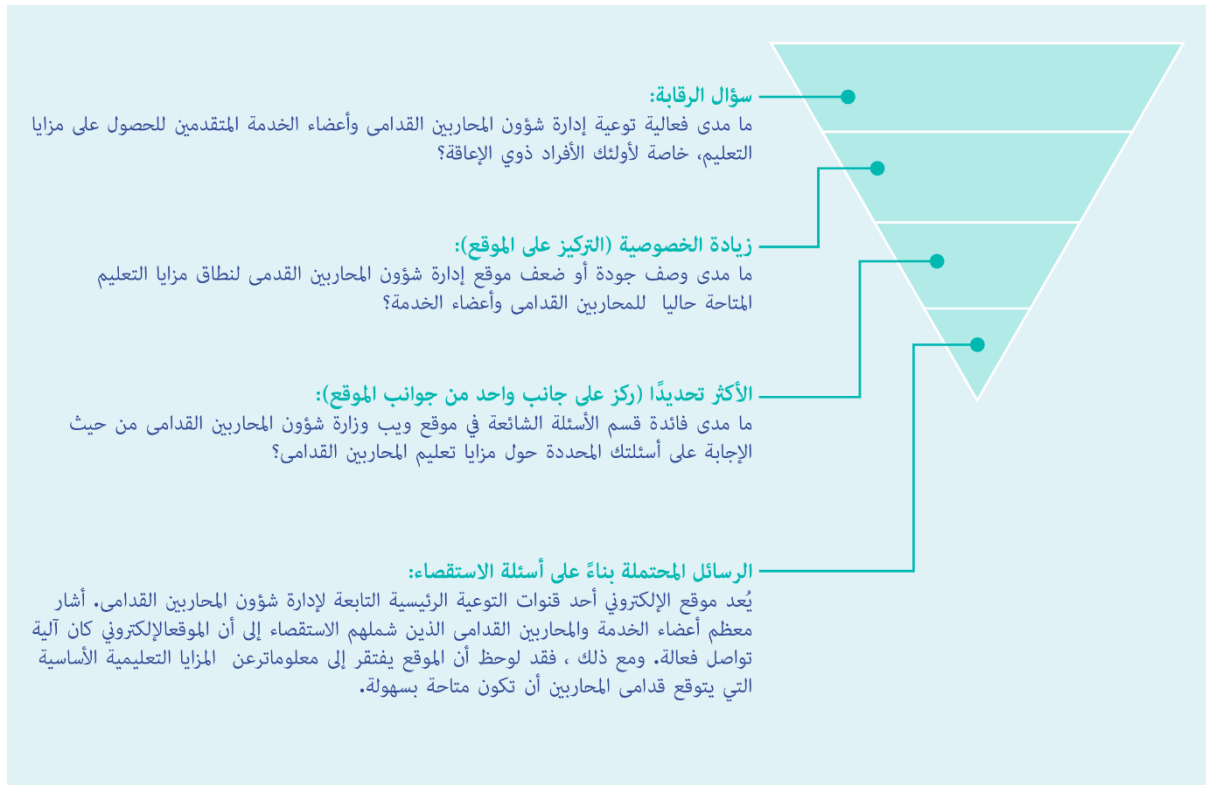 سؤال الرقابة:
ما مدى فعالية توعية إدارة شؤون المحاربين القدامى وأعضاء الخدمة المتقدمين للحصول على مزايا
التعليم، خاصة لأولئك الأفراد ذوي الإعاقة؟
زيادة الخصوصية (التركيز على الموقع):
ما مدى وصف جودة أو ضعف موقع إدارة شؤون المحاربين القدمى لنطاق مزايا التعليم
المتاحة حاليا للمحاربين القدامى وأعضاء الخدمة؟
الأكثر تحديدًا (ركز على جانب واحد من جوانب الموقع):
ما مدى فائدة قسم الأسئلة الشائعة في موقع ويب وزارة شؤون المحاربين القدامى من حيث
الإجابة على أسئلتك المحددة حول مزايا تعليم المحاربين القدامى؟
الرسائل المحتملة بناءً على أسئلة الاستقصاء:
يُعد موقع الإلكتروني أحد قنوات التوعية الرئيسية التابعة لإدارة شؤون المحاربين القدامى. أشار
معظم أعضاء الخدمة والمحاربين القدامى الذين شملهم الاستقصاء إلى أن الموقعالإلكتروني كان آلية
تواصل فعالة. ومع ذلك ، فقد لوحظ أن الموقع يفتقر إلى معلوماترعن المزايا التعليمية الأساسية
التي يتوقع قدامى المحاربين أن تكون متاحة بسهولة.